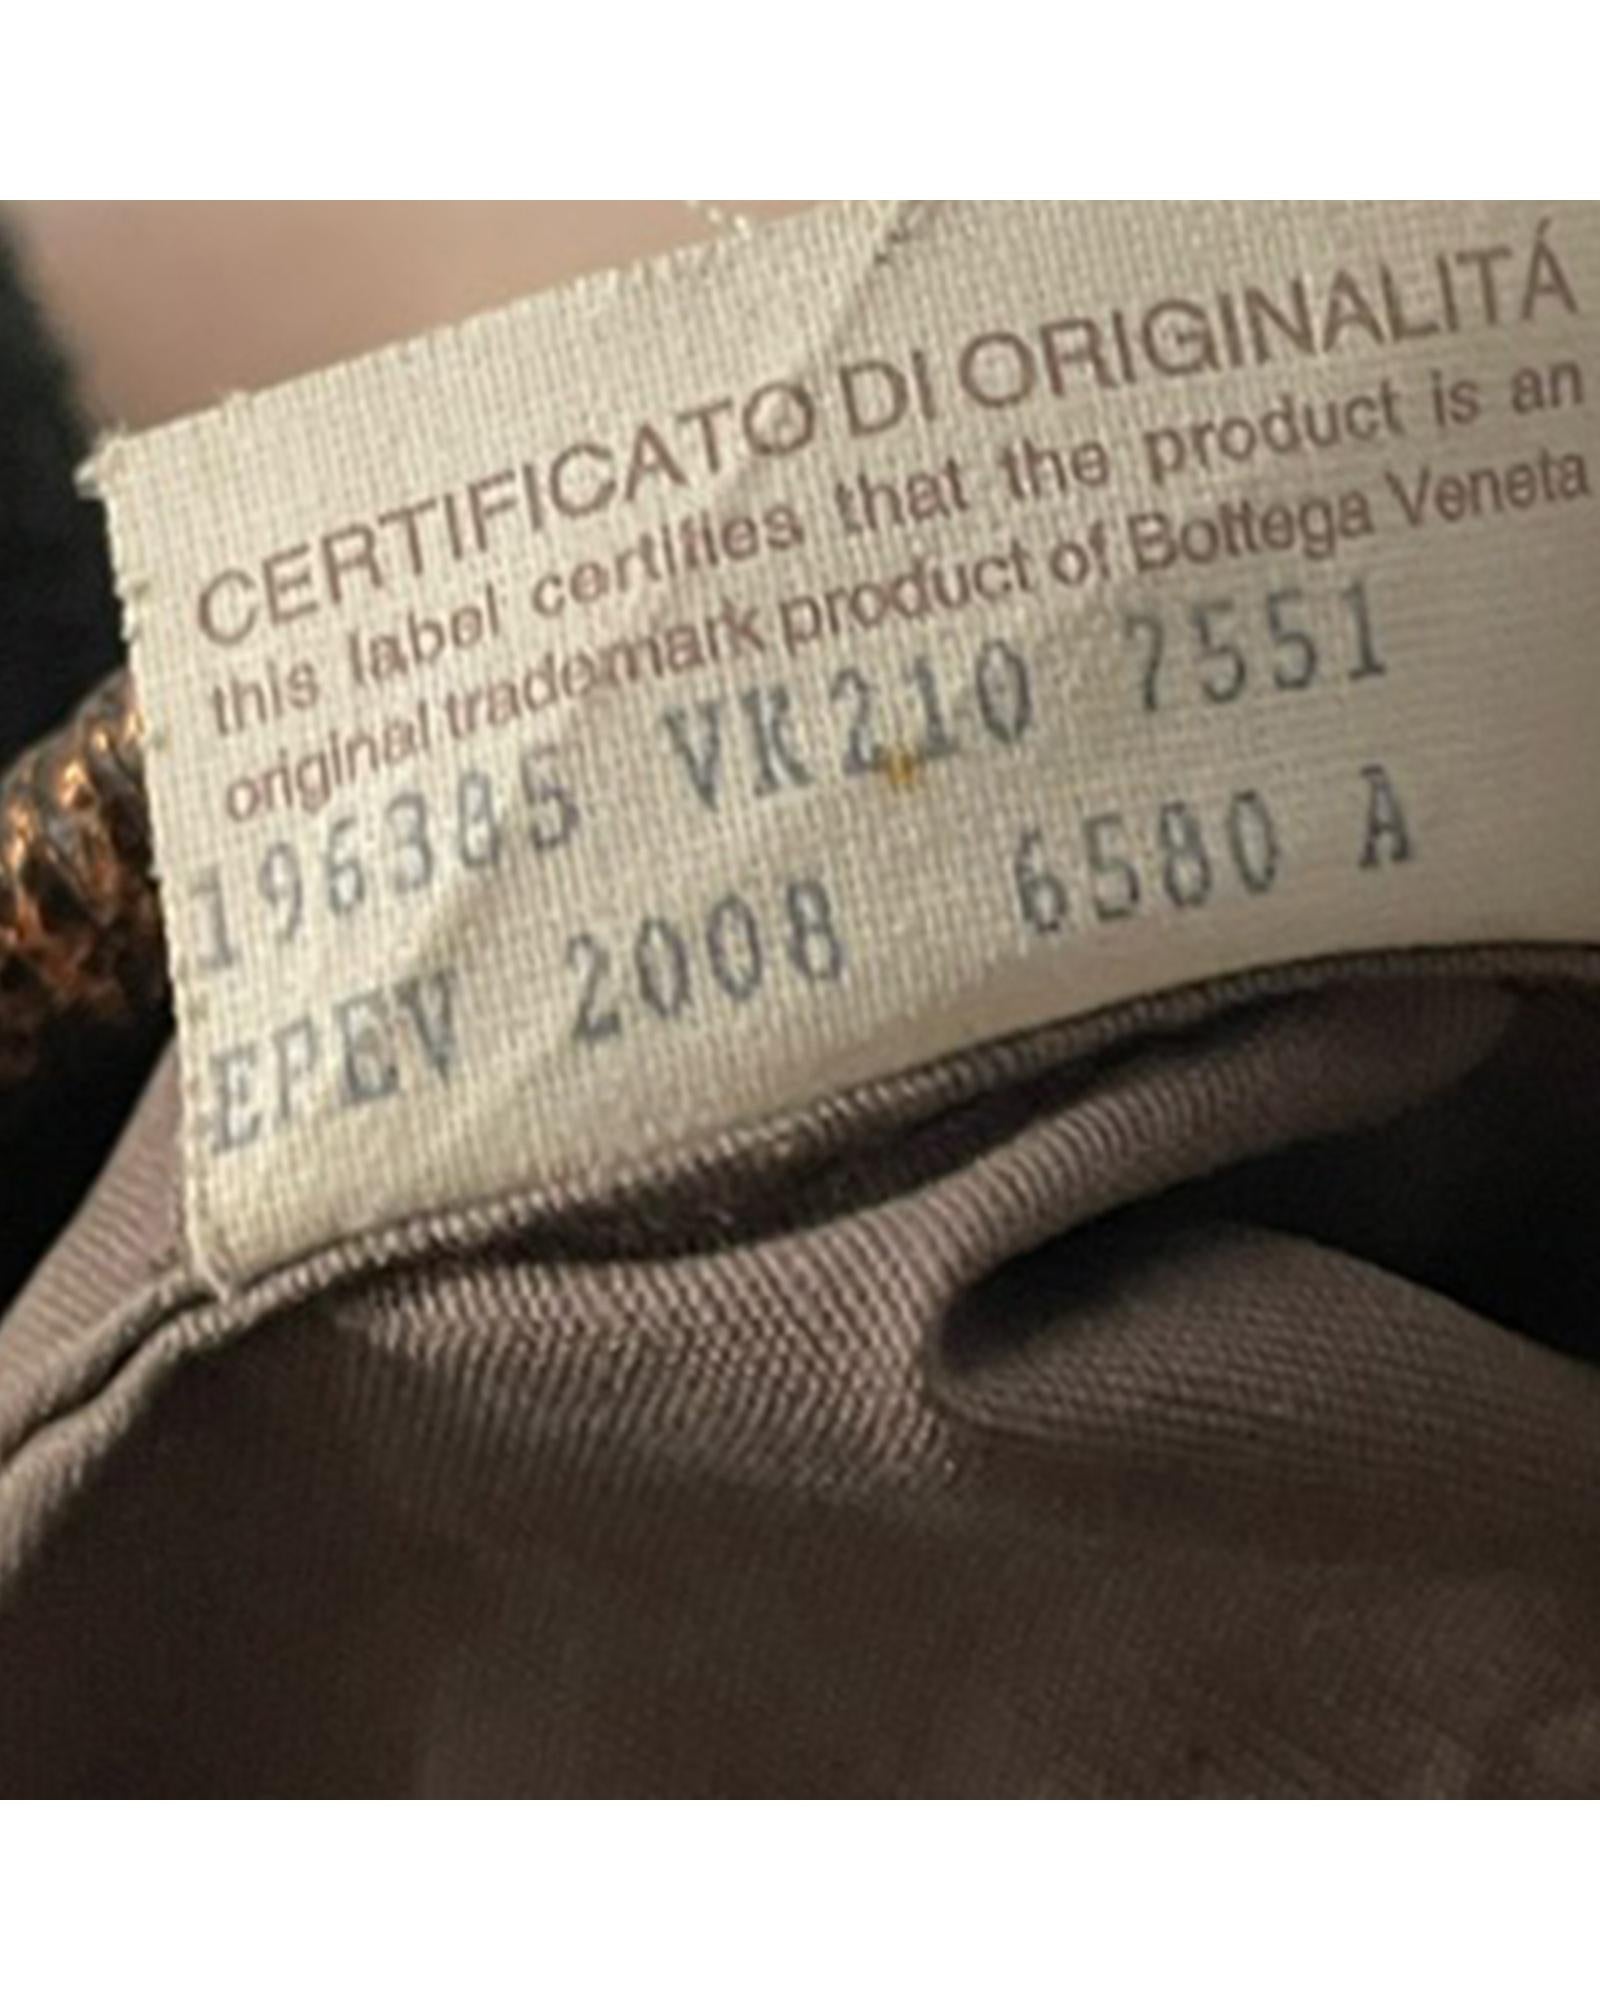 CERTIFICATO DI ORIGINALITÁ
this label certifies that the product is an
original trademark product of Bottega Veneta
196385 VK210 7551
EPEV 2008 6580 A